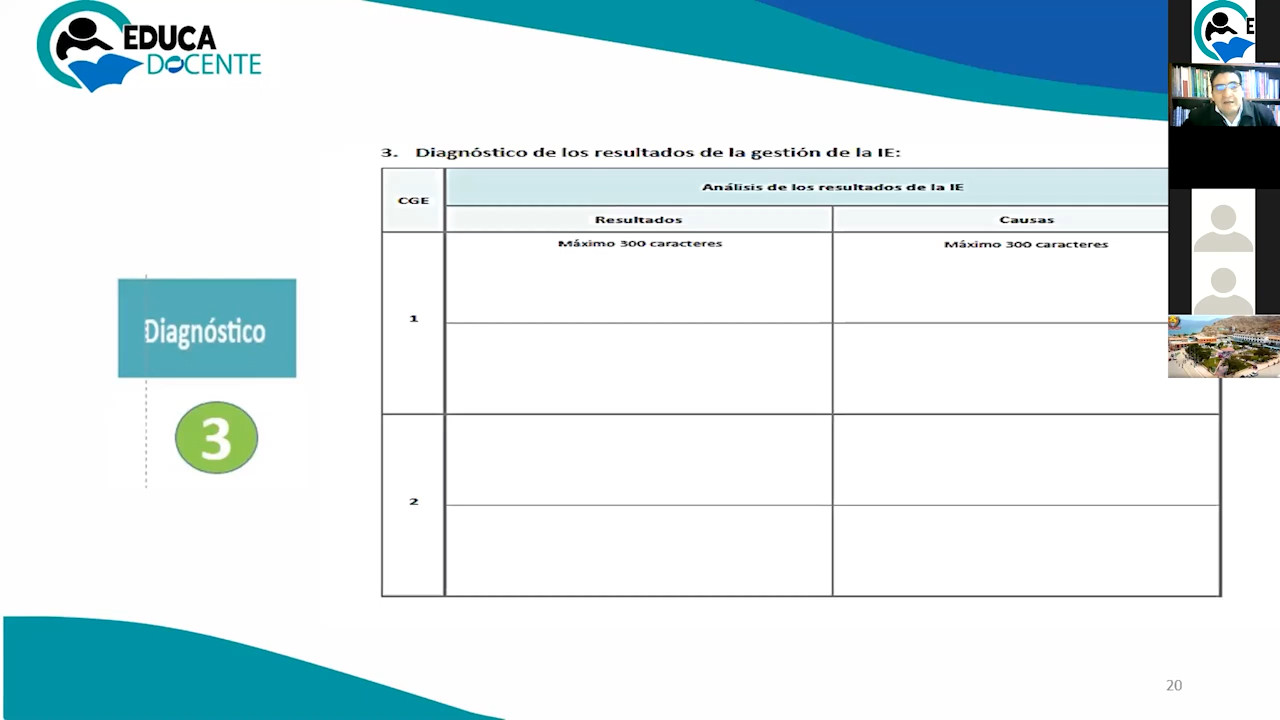 EDUCA
DOCENTE
E
3. Diagnóstico de los resultados de la gestión de la IE:
CGE
Análisis de los resultados de la IE
Resultados
Causas
Máximo 300 caracteres
Máximo 300 caracteres
1
Diagnóstico
3
2
20